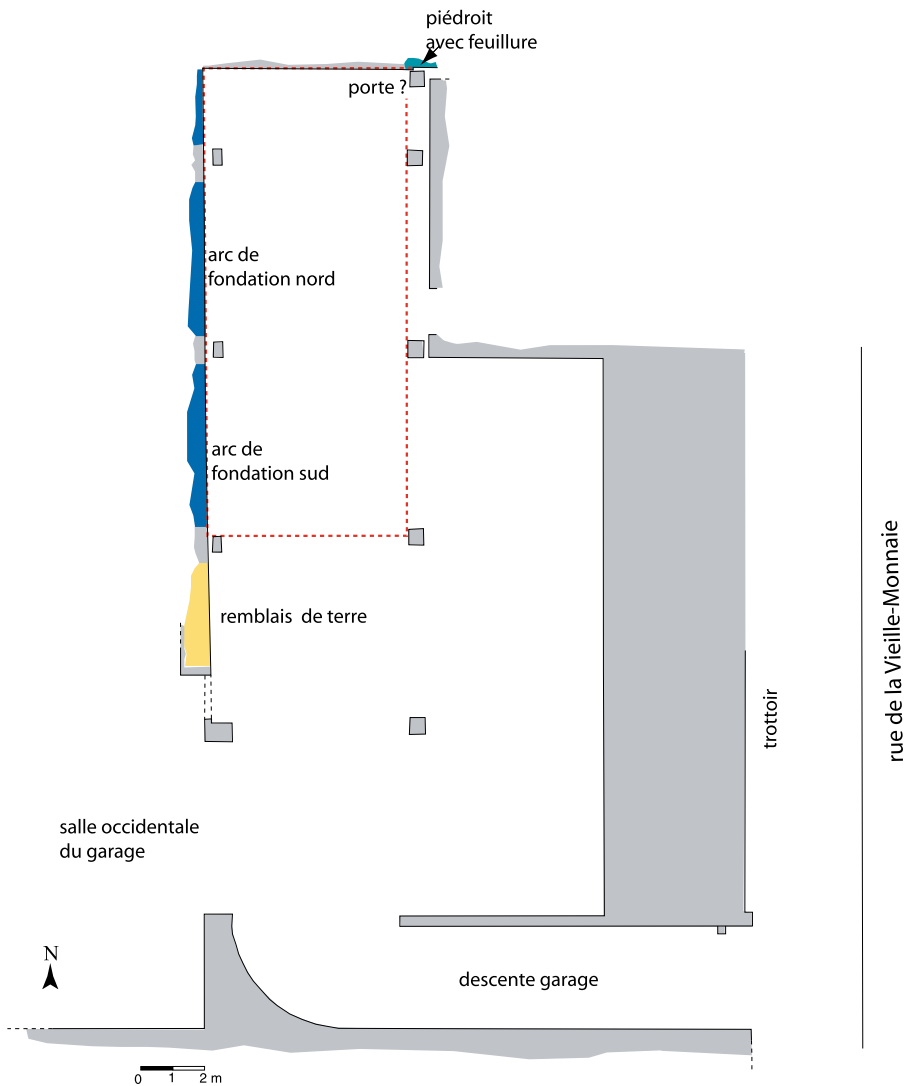 piédroit
avec feuillure
porte ?
arc de
fondation nord
arc de
fondation sud
remblais de terre
rue de la Vieille-Monnaie
trottoir
salle occidentale
du garage
N
descente garage
0 1 2 m